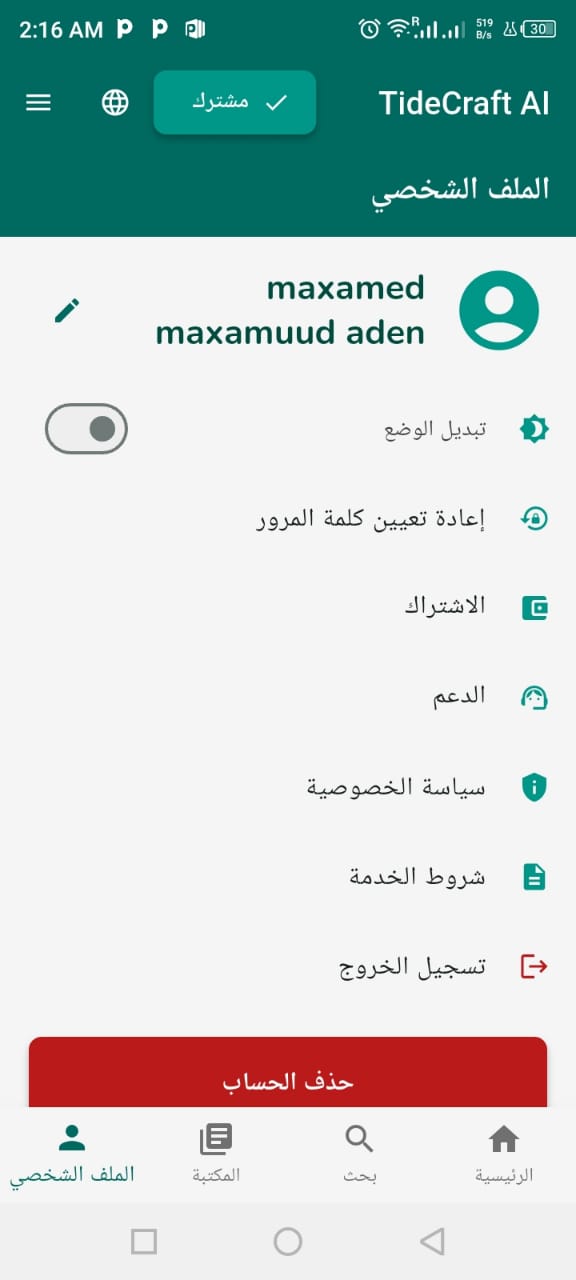 2:16 AM
R
519 B/s
30
TideCraft AI
مشترك
الملف الشخصي
maxamed
maxamuud aden
تبديل الوضع
إعادة تعيين كلمة المرور
الاشتراك
الدعم
سياسة الخصوصية
شروط الخدمة
تسجيل الخروج
حذف الحساب
الرئيسية
بحث
المكتبة
الملف الشخصي